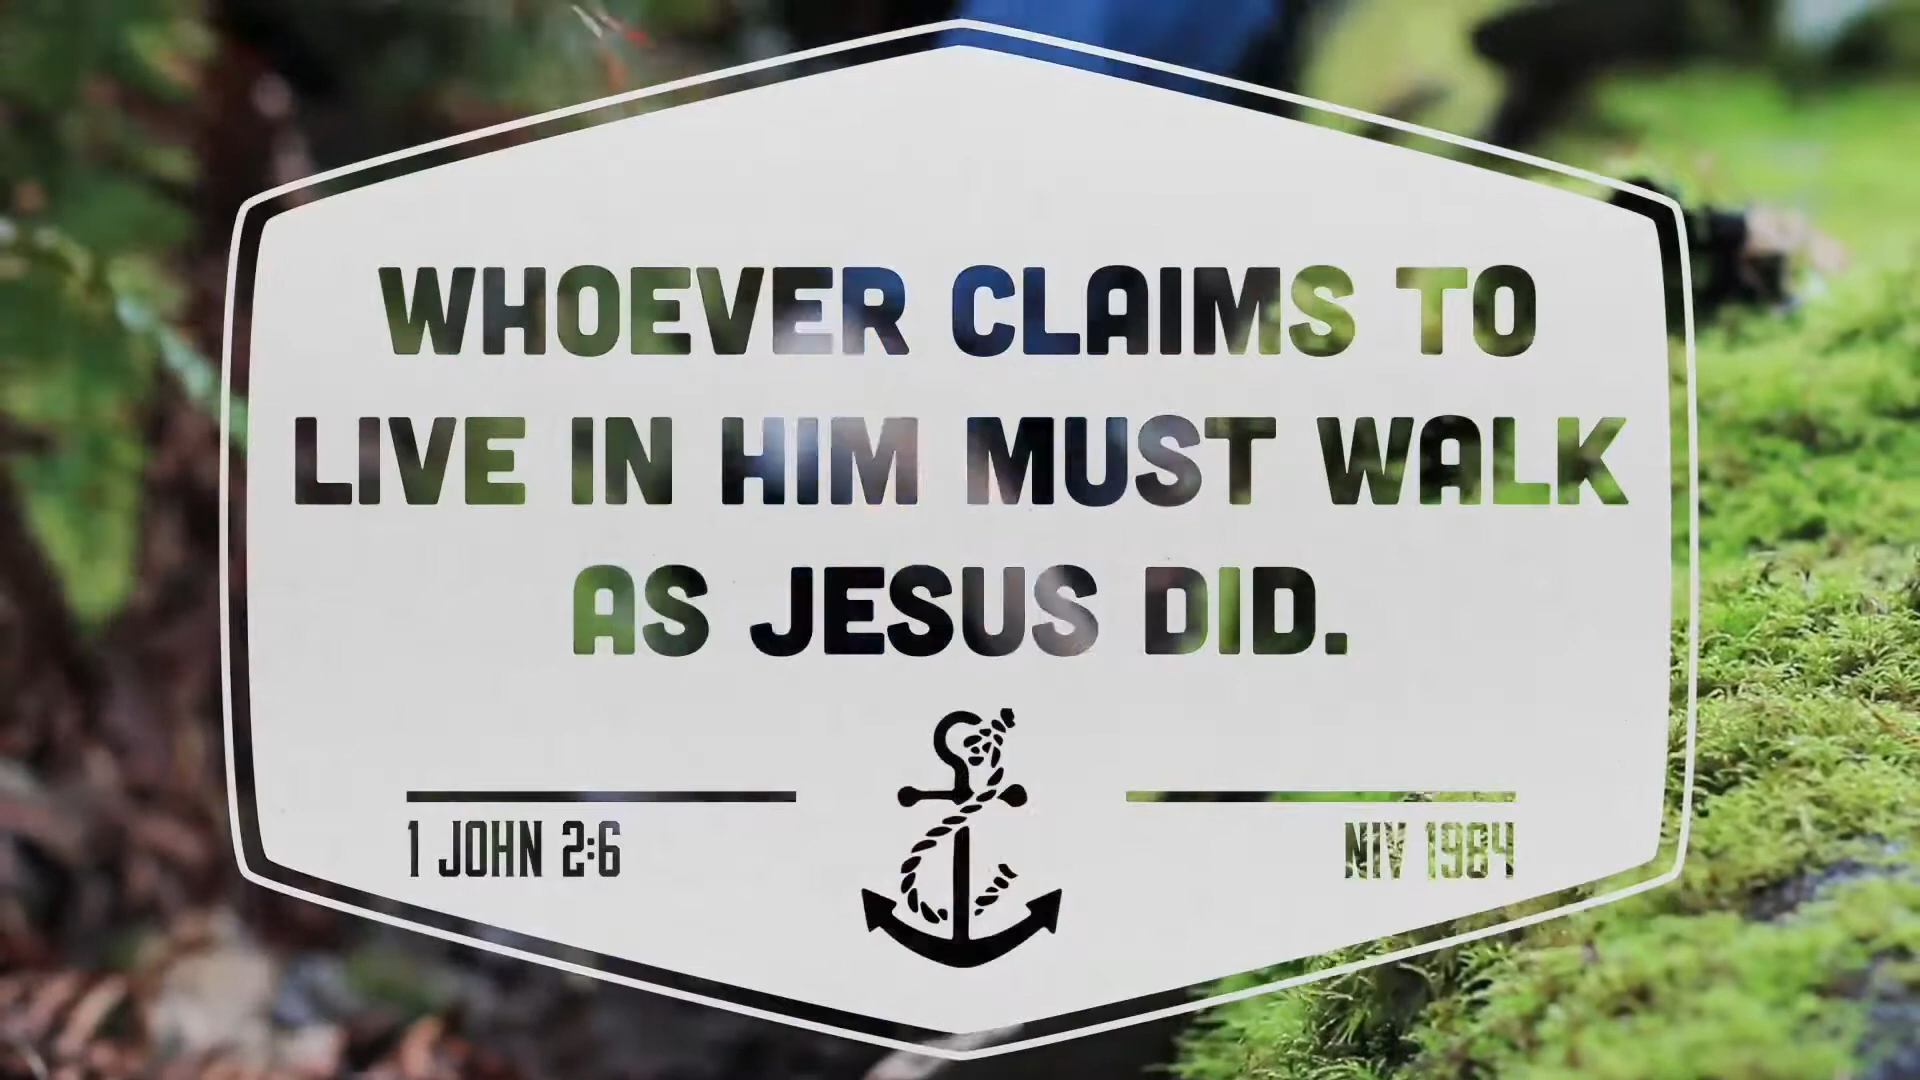 WHOEVER CLAIMS TO
LIVE IN HIM MUST WALK
AS JESUS DID.
1 JOHN 2:6
NIV 1984